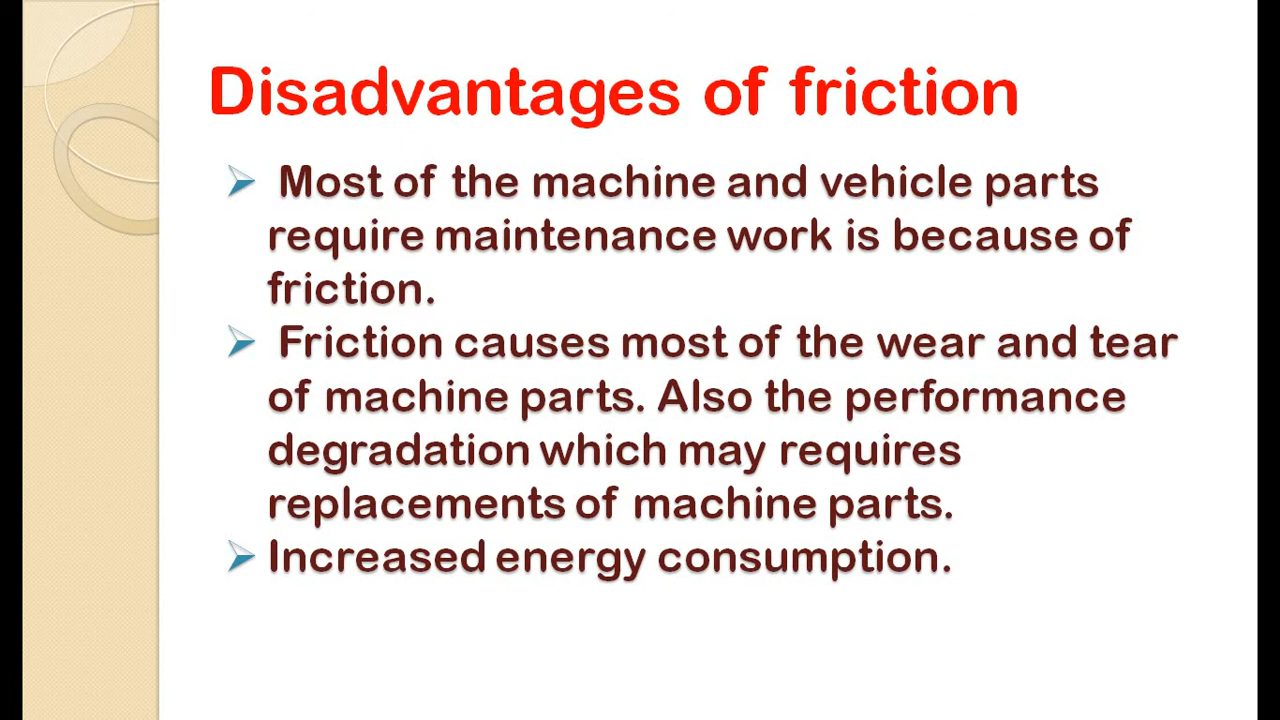 Disadvantages of friction
Most of the machine and vehicle parts
require maintenance work is because of
friction.
Friction causes most of the wear and tear
of machine parts. Also the performance
degradation which may requires
replacements of machine parts.
Increased energy consumption.